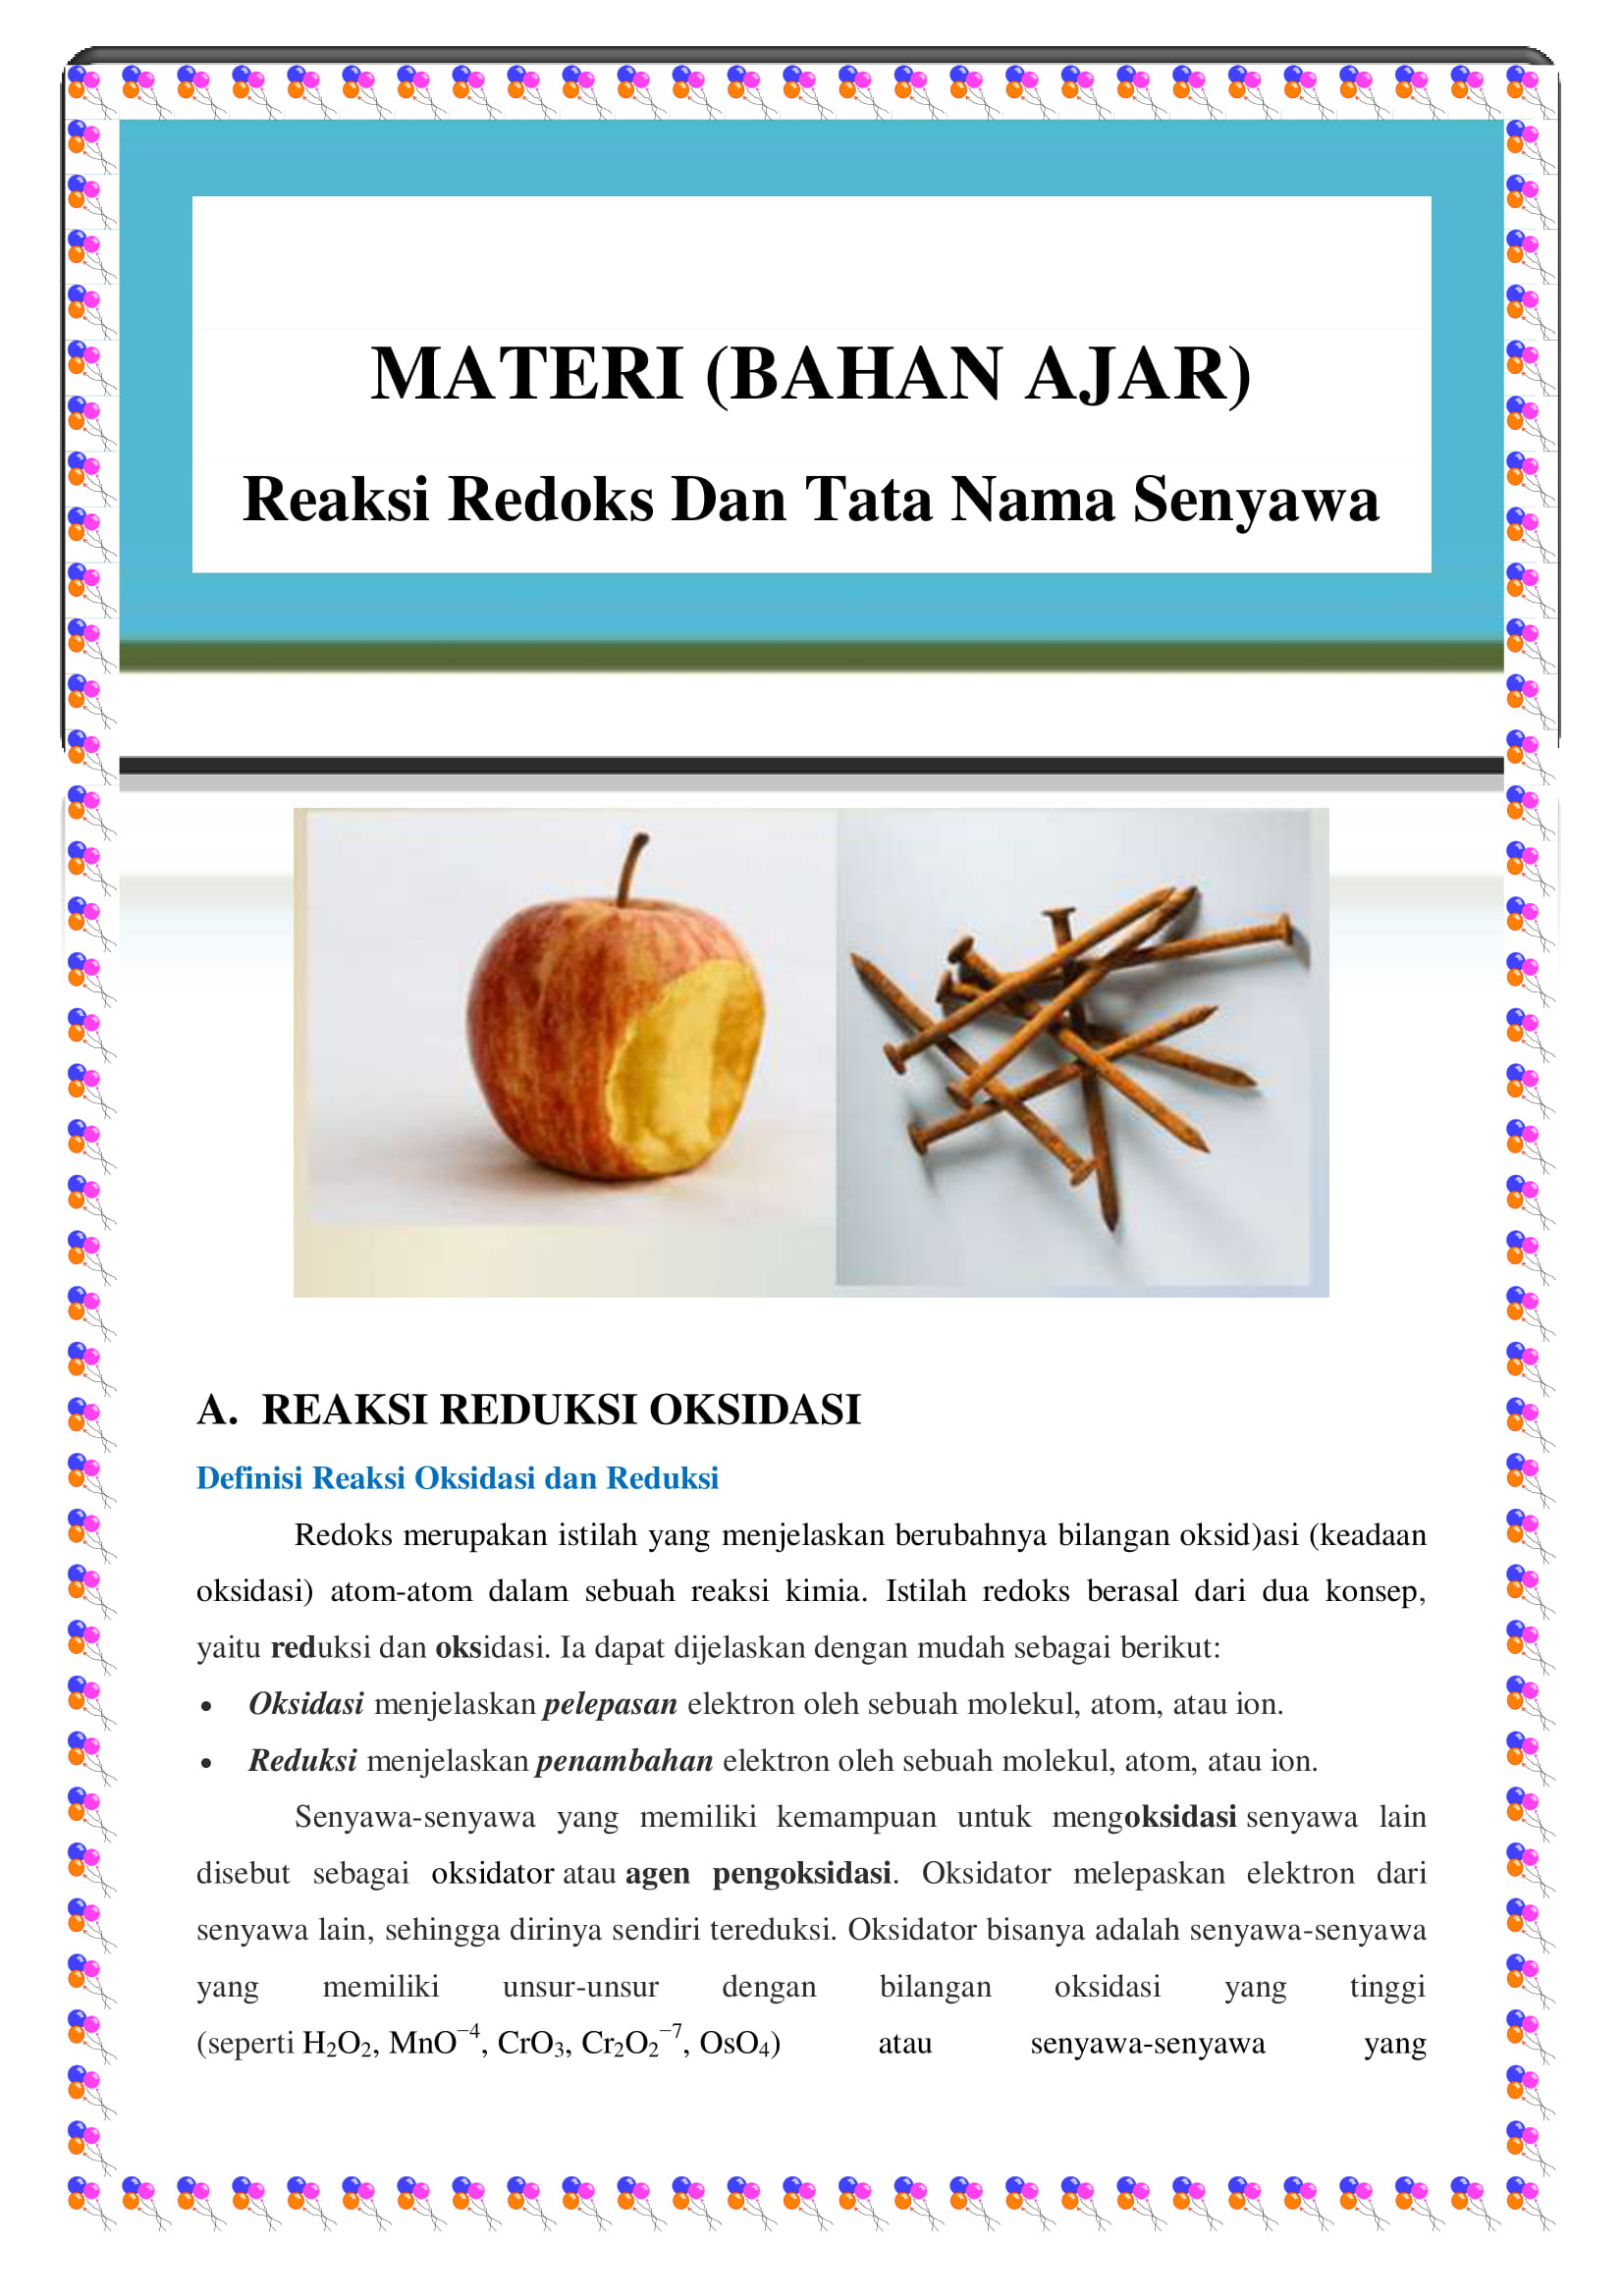 MATERI (BAHAN AJAR)
Reaksi Redoks Dan Tata Nama Senyawa
A. REAKSI REDUKSI OKSIDASI
Definisi Reaksi Oksidasi dan Reduksi
Redoks merupakan istilah yang menjelaskan berubahnya bilangan oksid)asi (keadaan
oksidasi) atom-atom dalam sebuah reaksi kimia. Istilah redoks berasal dari dua konsep,
yaitu reduksi dan oksidasi. Ia dapat dijelaskan dengan mudah sebagai berikut:
• Oksidasi menjelaskan pelepasan elektron oleh sebuah molekul, atom, atau ion.
• Reduksi menjelaskan penambahan elektron oleh sebuah molekul, atom, atau ion.
Senyawa-senyawa yang memiliki kemampuan untuk mengoksidasi senyawa lain
disebut sebagai oksidator atau agen pengoksidasi. Oksidator melepaskan elektron dari
senyawa lain, sehingga dirinya sendiri tereduksi. Oksidator bisanya adalah senyawa-senyawa
yang memiliki unsur-unsur dengan bilangan oksidasi yang tinggi
(seperti H₂O₂, MnO⁻⁴, CrO₃, Cr₂O₂⁻⁷, OsO₄) atau senyawa-senyawa yang